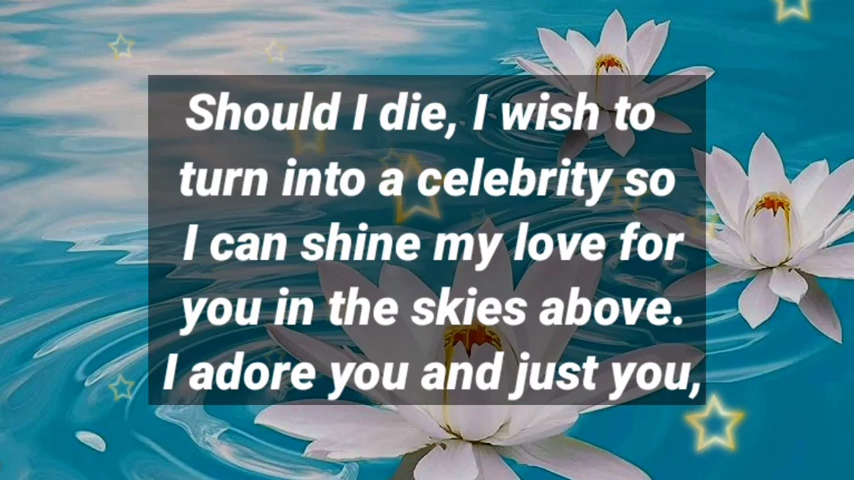 Should I die, I wish to
turn into a celebrity so
I can shine my love for
you in the skies above.
I adore you and just you,